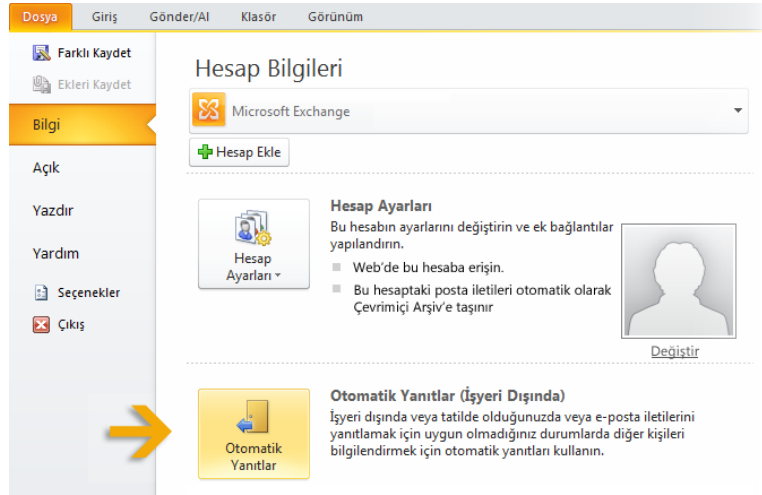 Dosya Giriş Gönder/Al Klasör Görünüm
Farklı Kaydet
Ekleri Kaydet
Bilgi
Açık
Yazdır
Yardım
Seçenekler
Çıkış
Hesap Bilgileri
Microsoft Exchange
Hesap Ekle
Hesap
Ayarları
Hesap Ayarları
Bu hesabın ayarlarını değiştirin ve ek bağlantılar
yapılandırın.
Web'de bu hesaba erişin.
Bu hesaptaki posta iletileri otomatik olarak
Çevrimiçi Arşiv'e taşınır
Değiştir
Otomatik
Yanıtlar
Otomatik Yanıtlar (İşyeri Dışında)
İşyeri dışında veya tatilde olduğunuzda veya e-posta iletilerini
yanıtlamak için uygun olmadığınız durumlarda diğer kişileri
bilgilendirmek için otomatik yanıtları kullanın.